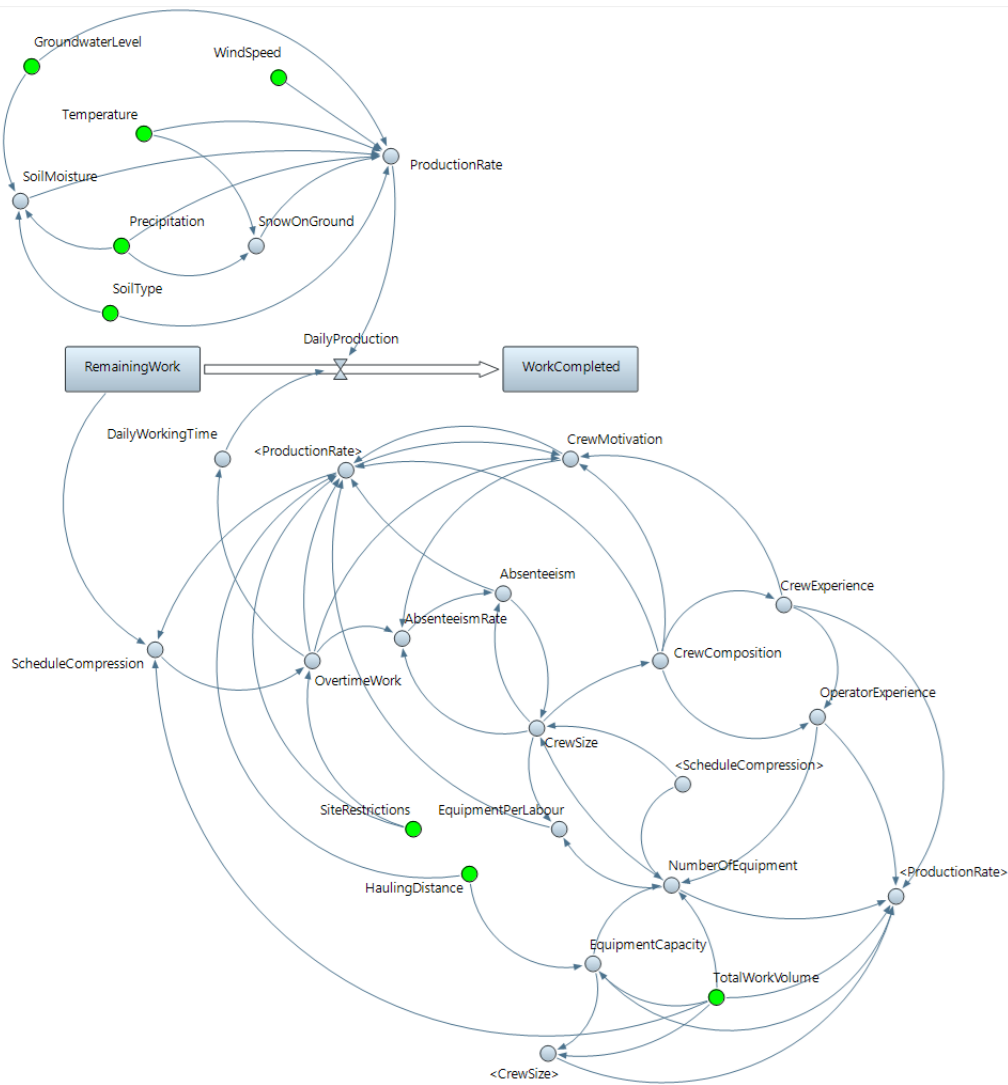 GroundwaterLevel
WindSpeed
Temperature
ProductionRate
SoilMoisture
Precipitation
SnowOnGround
SoilType
DailyProduction
RemainingWork
WorkCompleted
DailyWorkingTime
<ProductionRate>
CrewMotivation
Absenteeism
CrewExperience
AbsenteeismRate
CrewComposition
ScheduleCompression
OvertimeWork
OperatorExperience
CrewSize
<ScheduleCompression>
SiteRestrictions
EquipmentPerLabour
NumberOfEquipment
<ProductionRate>
HaulingDistance
EquipmentCapacity
TotalWorkVolume
<CrewSize>